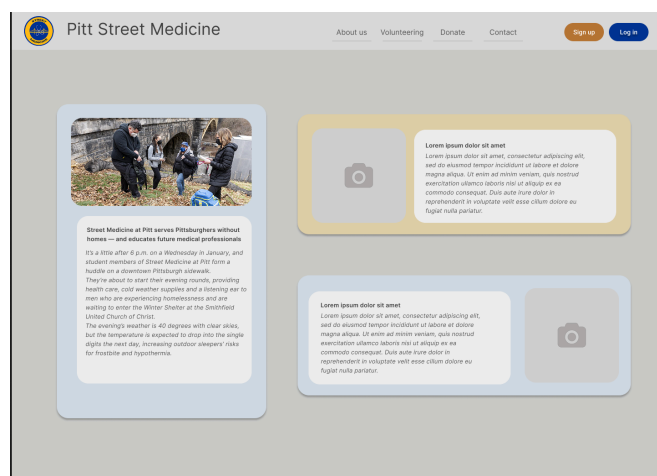 Pitt Street Medicine
About us
Volunteering
Donate
Contact
Sign up
Log in
Street Medicine at Pitt serves Pittsburghers without
homes — and educates future medical professionals
It's a little after 6 p.m. on a Wednesday in January, and
student members of Street Medicine at Pitt form a
huddle on a downtown Pittsburgh sidewalk.
They're about to start their evening rounds, providing
health care, cold weather supplies and a listening ear to
men who are experiencing homelessness and are
waiting to enter the Winter Shelter at the Smithfield
United Church of Christ.
The evening's weather is 40 degrees with clear skies,
but the temperature is expected to drop into the single
digits the next day, increasing outdoor sleepers' risks
for frostbite and hypothermia.
Lorem ipsum dolor sit amet
Lorem ipsum dolor sit amet, consectetur adipiscing elit,
sed do eiusmod tempor incididunt ut labore et dolore
magna aliqua. Ut enim ad minim veniam, quis nostrud
exercitation ullamco laboris nisi ut aliquip ex ea
commodo consequat. Duis aute irure dolor in
reprehenderit in voluptate velit esse cillum dolore eu
fugiat nulla pariatur.
Lorem ipsum dolor sit amet
Lorem ipsum dolor sit amet, consectetur adipiscing elit,
sed do eiusmod tempor incididunt ut labore et dolore
magna aliqua. Ut enim ad minim veniam, quis nostrud
exercitation ullamco laboris nisi ut aliquip ex ea
commodo consequat. Duis aute irure dolor in
reprehenderit in voluptate velit esse cillum dolore eu
fugiat nulla pariatur.